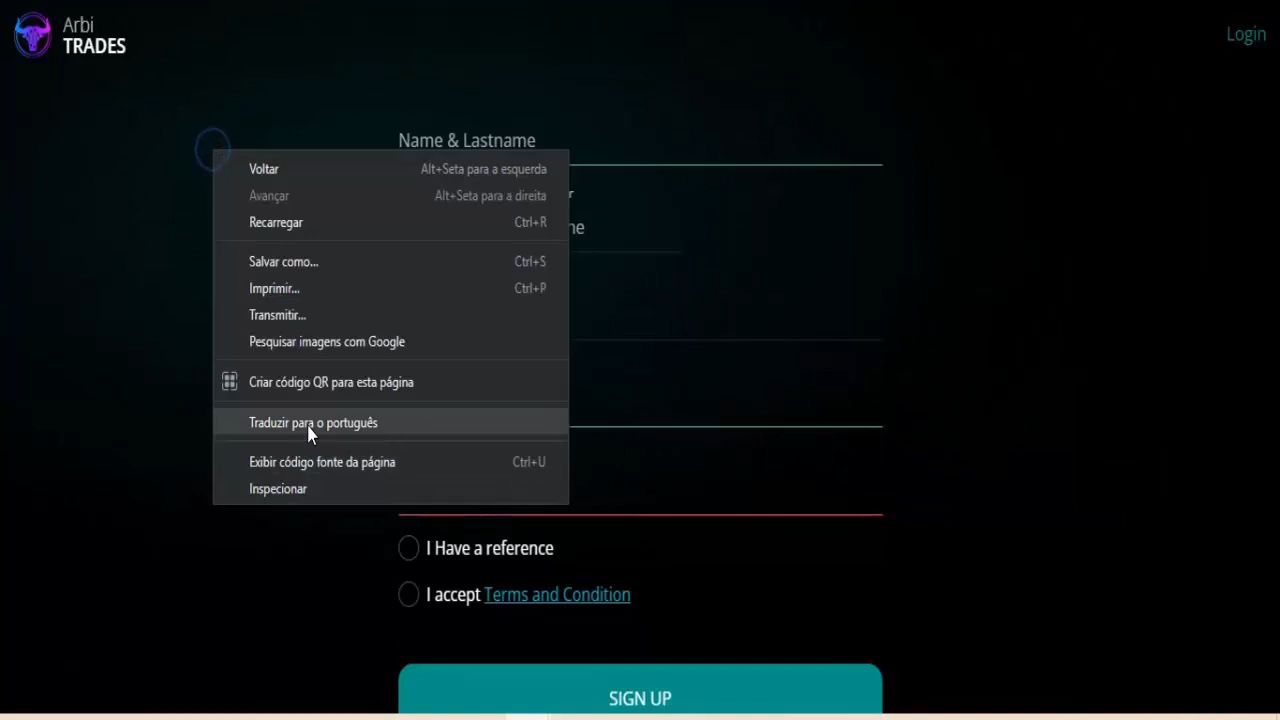 Arbi
TRADES
Login
Name & Lastname
Voltar Alt+Seta para a esquerda
Avançar Alt+Seta para a direita
Recarregar Ctrl+R
Salvar como... Ctrl+S
Imprimir... Ctrl+P
Transmitir...
Pesquisar imagens com Google
Criar código QR para esta página
Traduzir para o português
Exibir código fonte da página Ctrl+U
Inspecionar
I Have a reference
I accept Terms and Condition
SIGN UP